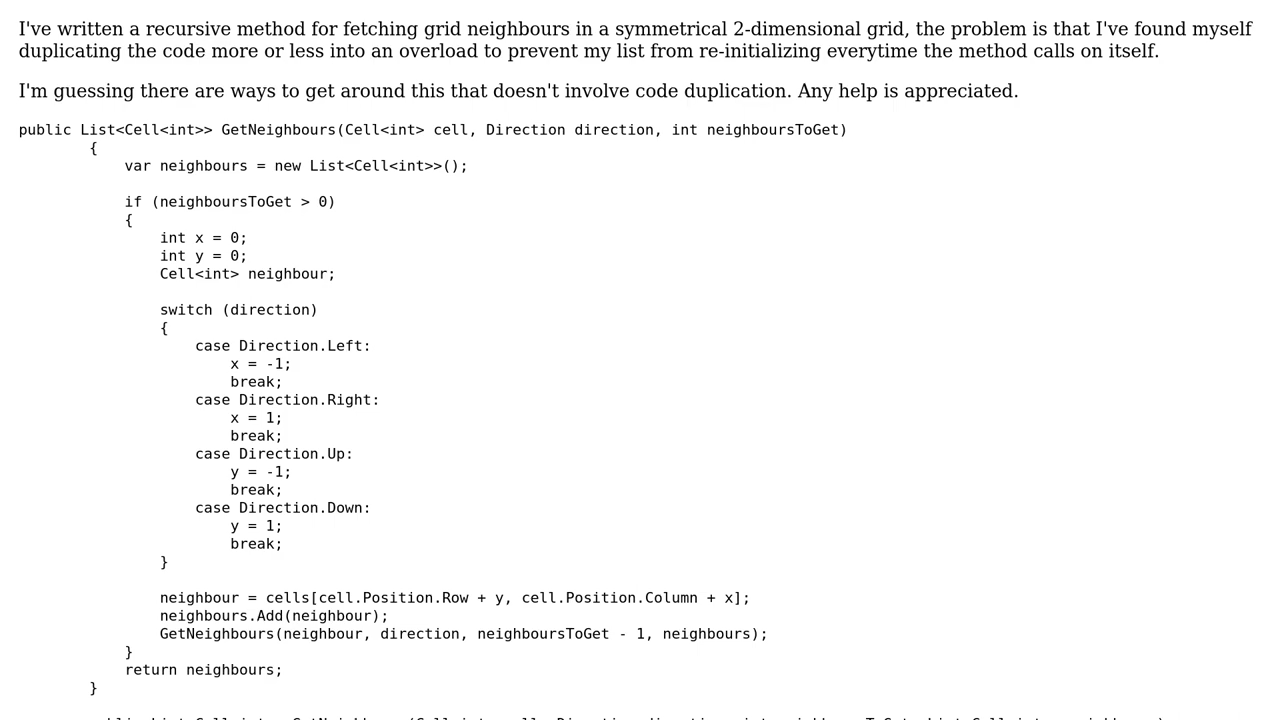 I've written a recursive method for fetching grid neighbours in a symmetrical 2-dimensional grid, the problem is that I've found myself
duplicating the code more or less into an overload to prevent my list from re-initializing everytime the method calls on itself.
I'm guessing there are ways to get around this that doesn't involve code duplication. Any help is appreciated.
public List<Cell<int>> GetNeighbours(Cell<int> cell, Direction direction, int neighboursToGet)
{
var neighbours = new List<Cell<int>>();
if (neighboursToGet > 0)
{
int x = 0;
int y = 0;
Cell<int> neighbour;
switch (direction)
{
case Direction.Left:
x = -1;
break;
case Direction.Right:
x = 1;
break;
case Direction.Up:
y = -1;
break;
case Direction.Down:
y = 1;
break;
}
neighbour = cells[cell.Position.Row + y, cell.Position.Column + x];
neighbours.Add(neighbour);
GetNeighbours(neighbour, direction, neighboursToGet - 1, neighbours);
}
return neighbours;
}